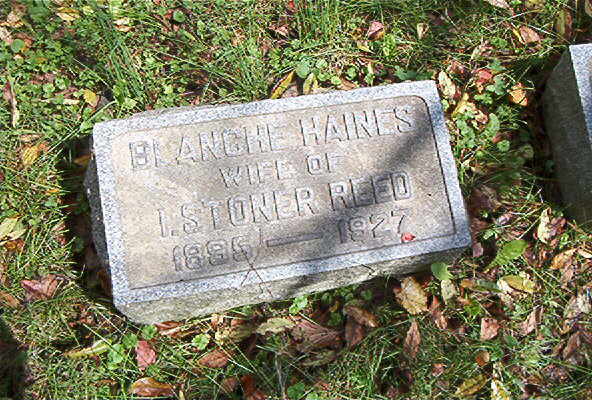 BLANCHE HAINES
WIFE OF
I. STONER REED
1895 — 1927